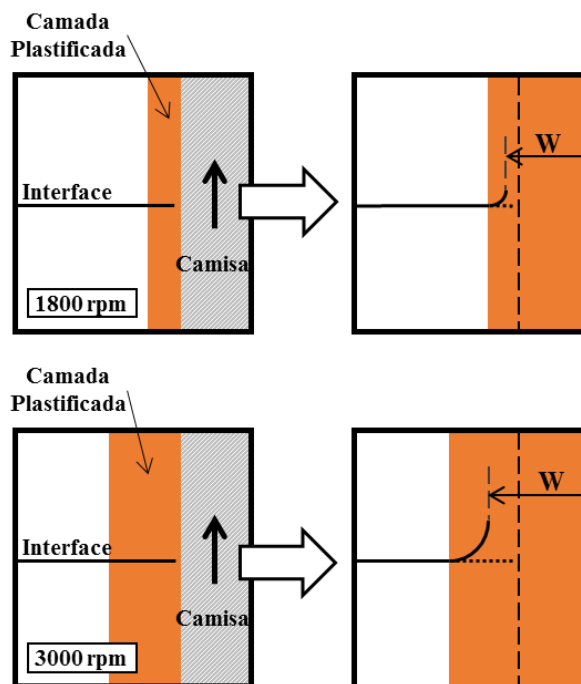 Camada
Plastificada
Interface
W
Camisa
1800 rpm
Camada
Plastificada
Interface
W
Camisa
3000 rpm